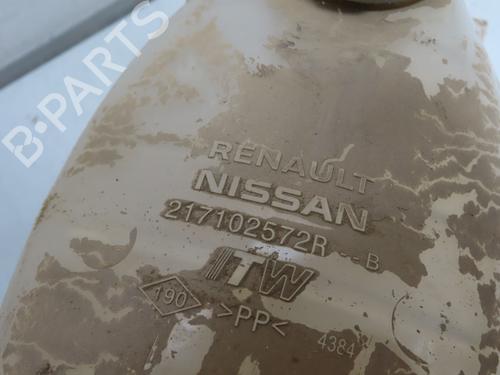 B-PARTS
RENAULT
NISSAN
217102572R --B
ITW
190
>PP<
4384